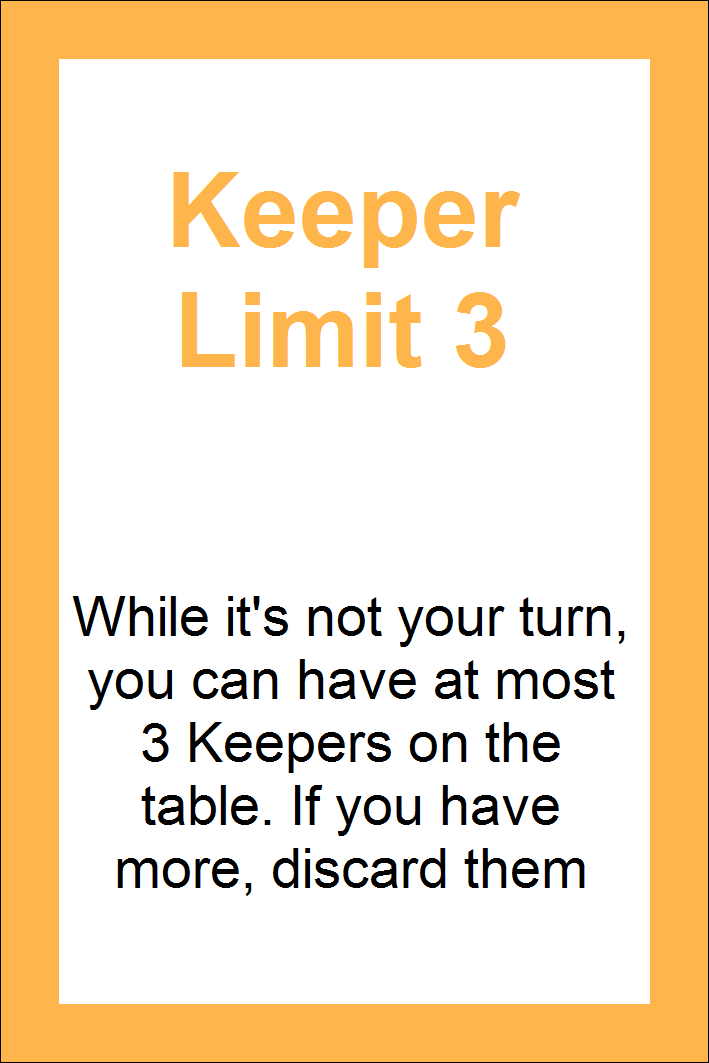 Keeper
Limit 3
While it's not your turn,
you can have at most
3 Keepers on the
table. If you have
more, discard them